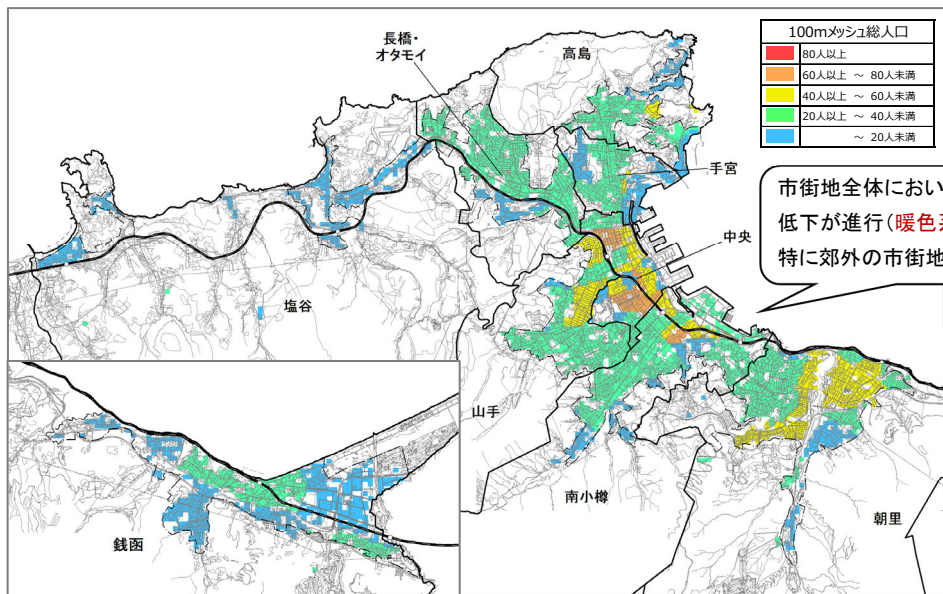 長橋・
オタモイ
高島
100mメッシュ総人口
80人以上
60人以上 ～ 80人未満
40人以上 ～ 60人未満
20人以上 ～ 40人未満
～ 20人未満
手宮
市街地全体におい
低下が進行(暖色
特に郊外の市街地
中央
塩谷
山手
南小樽
朝里
銭函